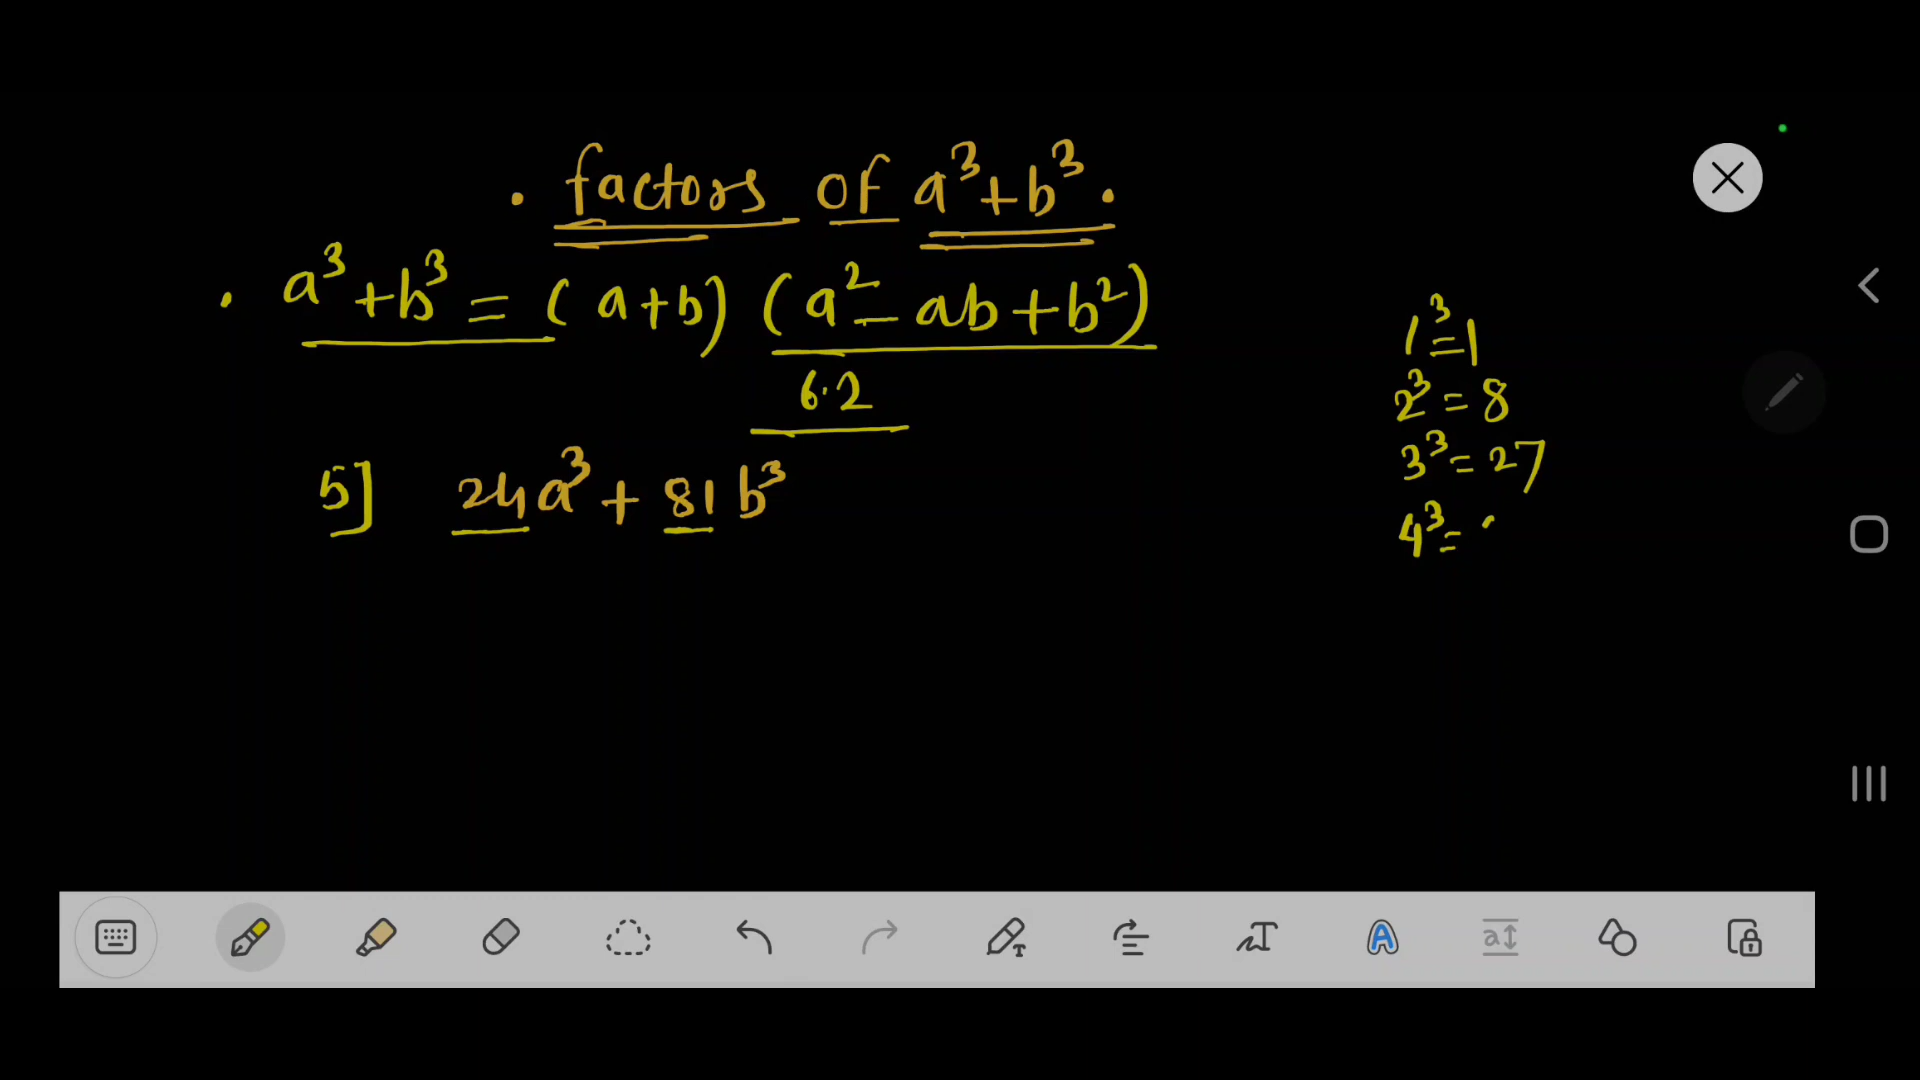 . factors of a³+b³.
. a³+b³ = (a+b) (a²-ab+b²)
6.2
5] 24a³ + 81b³
1³=1
2³=8
3³=27
4³=